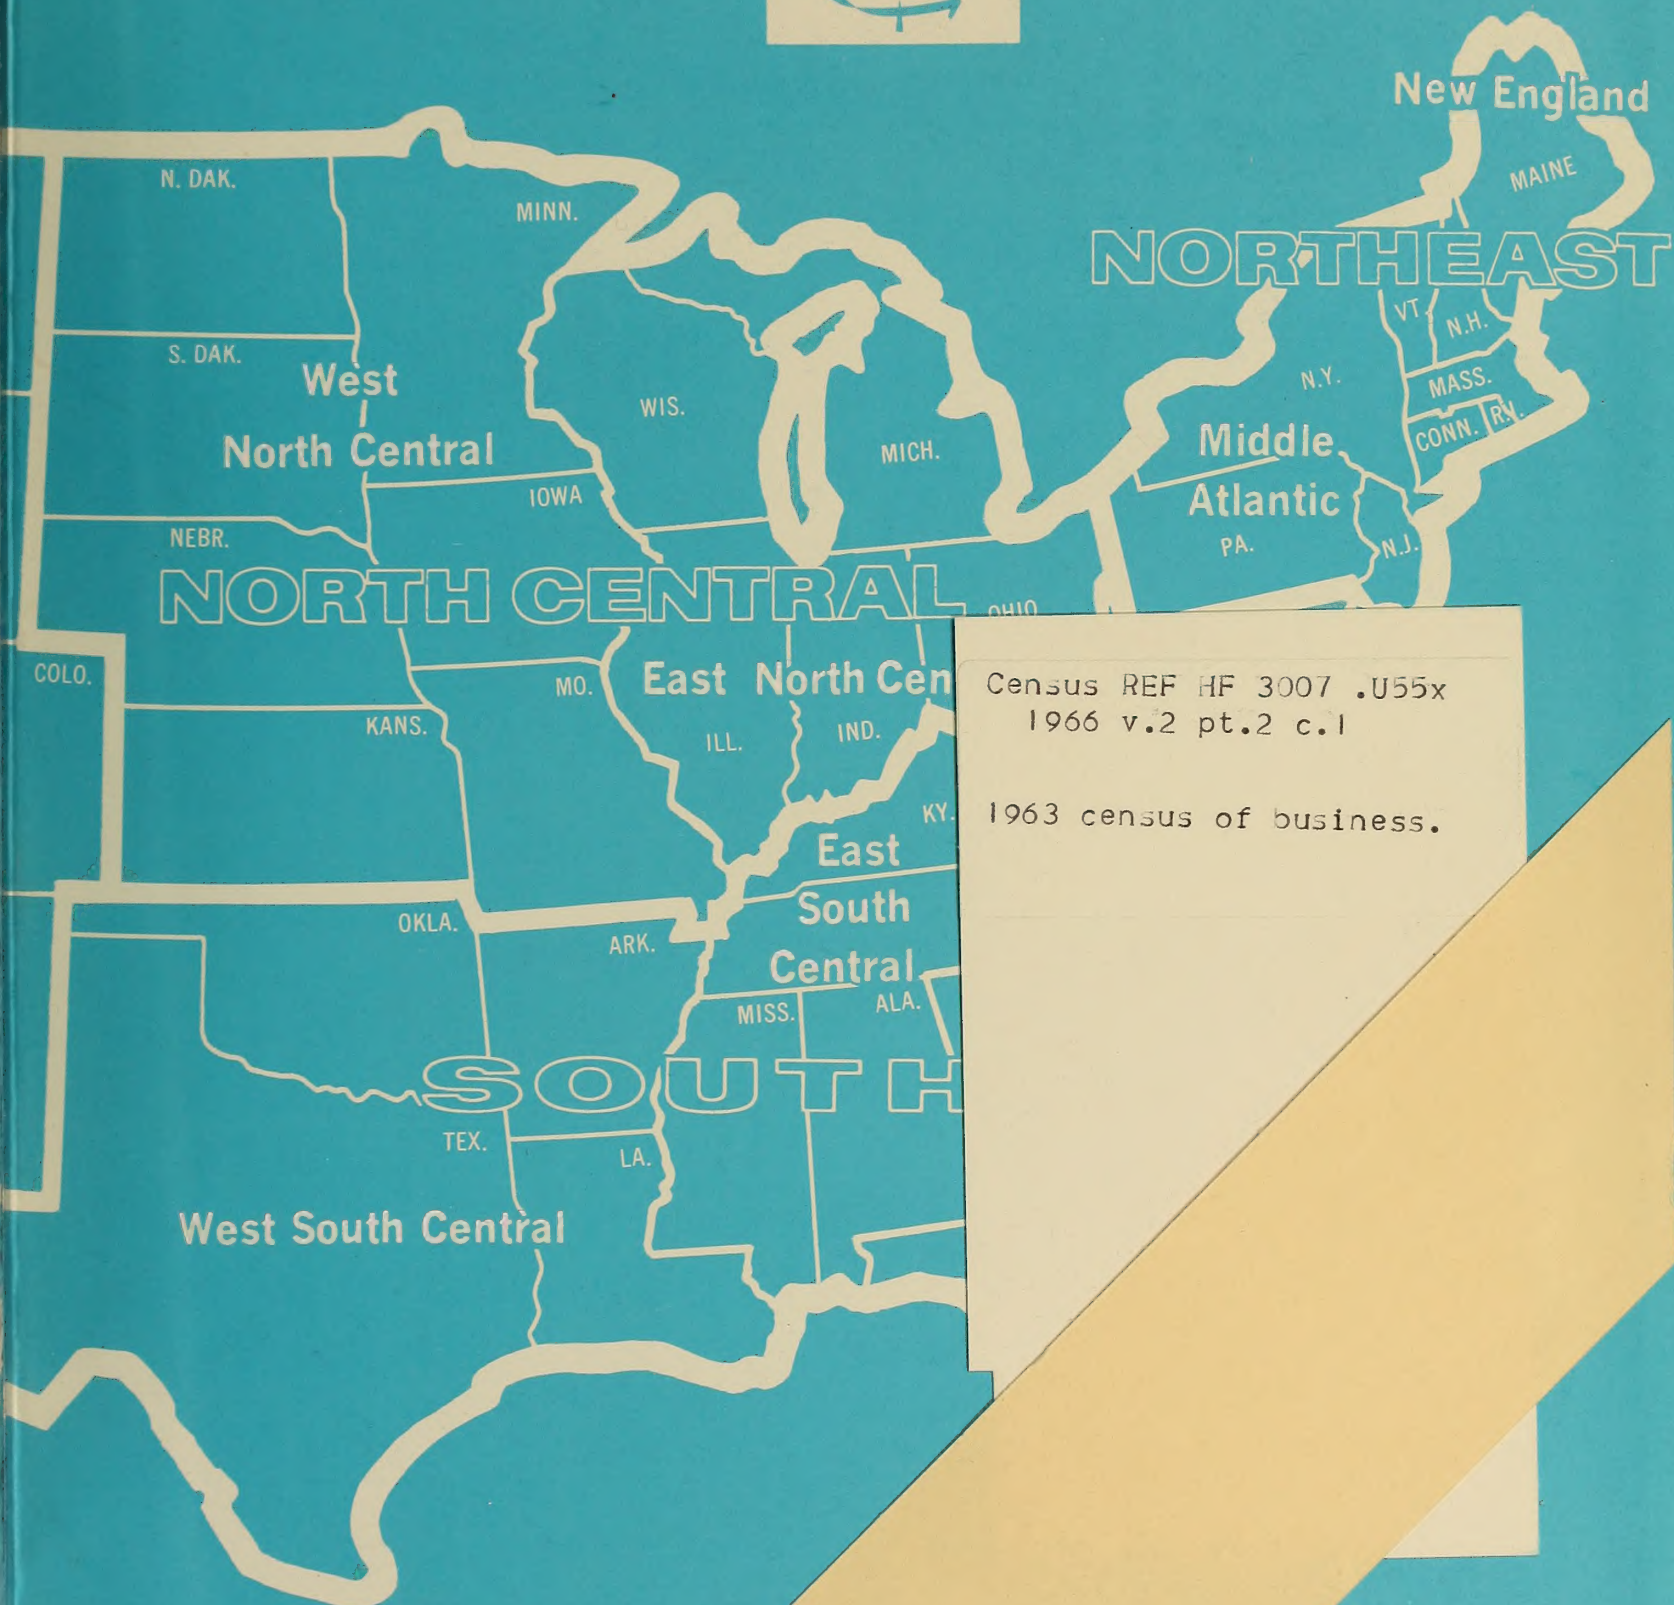 New England
MAINE
N. DAK.
MINN.
NORTHEAST
VT.
N.H.
S. DAK.
West
N.Y.
MASS.
WIS.
R.I.
CONN.
Middle
North Central
MICH.
IOWA
Atlantic
NEBR.
PA.
N.J.
NORTH CENTRAL
OHIO
COLO.
MO.
East North Cen
KANS.
ILL.
IND.
Census REF HF 3007 .U55x
1966 v.2 pt.2 c.1
1963 census of business.
KY.
East
South
Central
OKLA.
ARK.
MISS.
ALA.
SOUTH
TEX.
LA.
West South Central